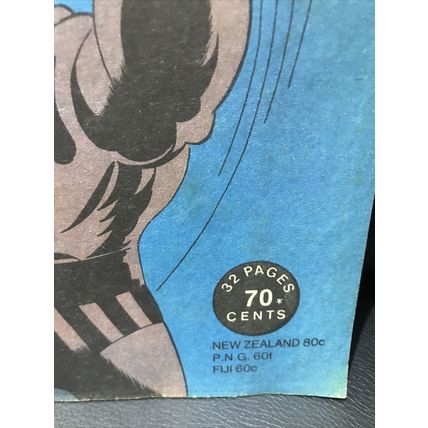 32 PAGES
70*
CENTS
NEW ZEALAND 80c
P.N.G. 60t
FIJI 60c